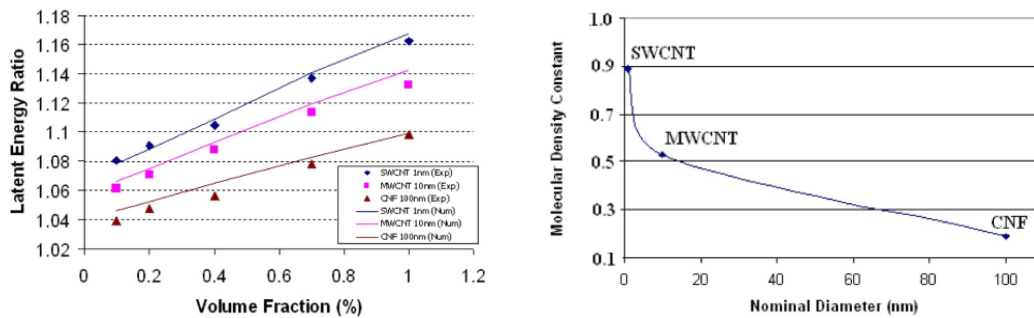 1.18
1.16
1.14
1.12
1.1
1.08
1.06
1.04
1.02
0
0.2
0.4
0.6
0.8
1
1.2
Latent Energy Ratio
Volume Fraction (%)
SWCNT 1nm (Exp)
MWCNT 10nm (Exp)
CNF 100nm (Exp)
SWCNT 1nm (Num)
MWCNT 10nm (Num)
CNF 100nm (Num)
Molecular Density Constant
1.0
0.9
0.7
0.5
0.3
0.1
SWCNT
MWCNT
CNF
0
20
40
60
80
100
Nominal Diameter (nm)